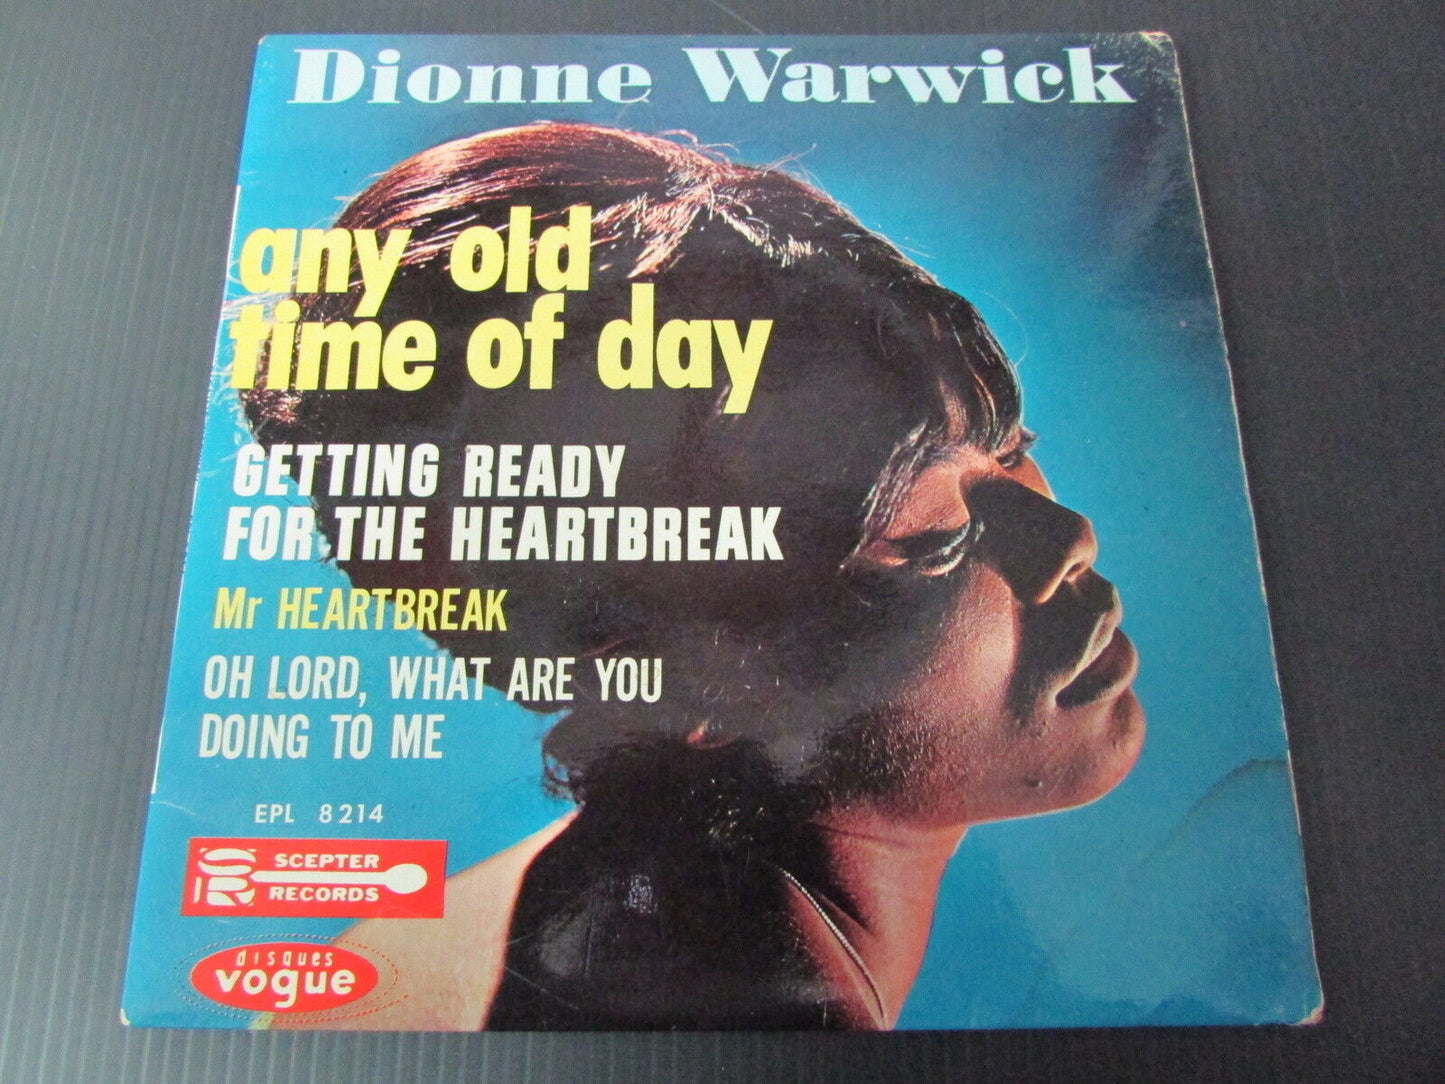 Dionne Warwick
any old
time of day
GETTING READY
FOR THE HEARTBREAK
Mr HEARTBREAK
OH LORD, WHAT ARE YOU
DOING TO ME
EPL 8214
SR
SCEPTER
RECORDS
disques
vogue